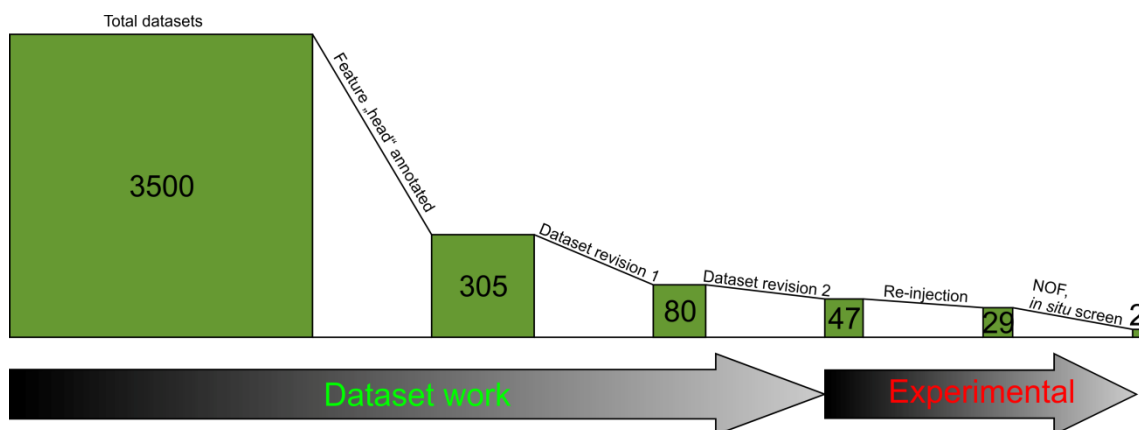 Total datasets
3500
Feature „head“ annotated
305
Dataset revision 1
80
Dataset revision 2
47
Re-injection
29
NOF,
in situ screen
2
Dataset work
Experimental